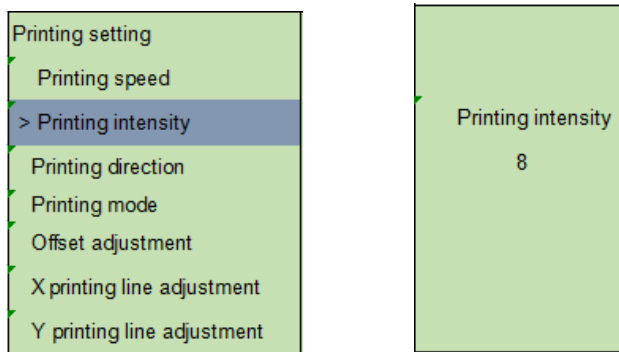 Printing setting
Printing speed
> Printing intensity
Printing direction
Printing mode
Offset adjustment
X printing line adjustment
Y printing line adjustment
Printing intensity
8